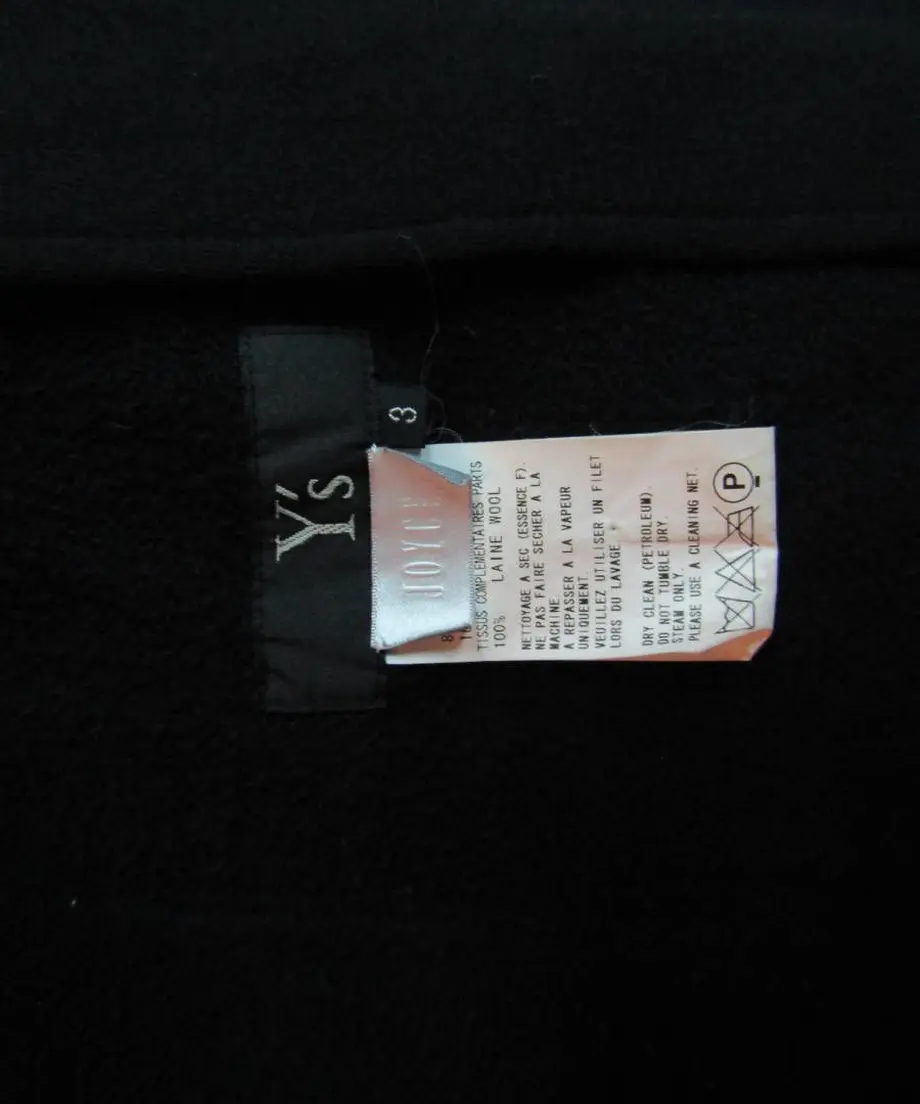 Y's
3
JOYCE
TISSUS COMPLEMENTAIRES PARTS
100% LAINE WOOL
NETTOYAGE A SEC (ESSENCE F).
NE PAS FAIRE SECHER A LA
MACHINE.
A REPASSER A LA VAPEUR
UNIQUEMENT.
VEUILLEZ UTILISER UN FILET
LORS DU LAVAGE.
DRY CLEAN (PETROLEUM).
DO NOT TUMBLE DRY.
STEAM ONLY.
PLEASE USE A CLEANING NET.
P